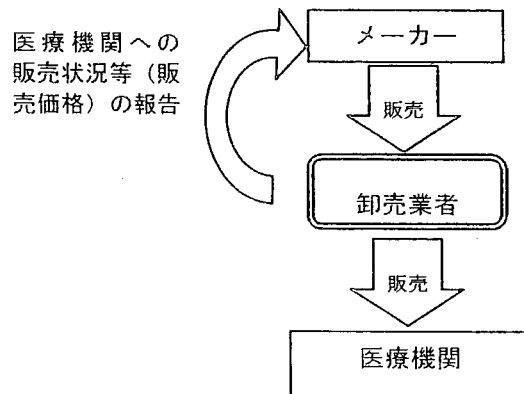 医療機関への
販売状況等（販
売価格）の報告
メーカー
販売
卸売業者
販売
医療機関